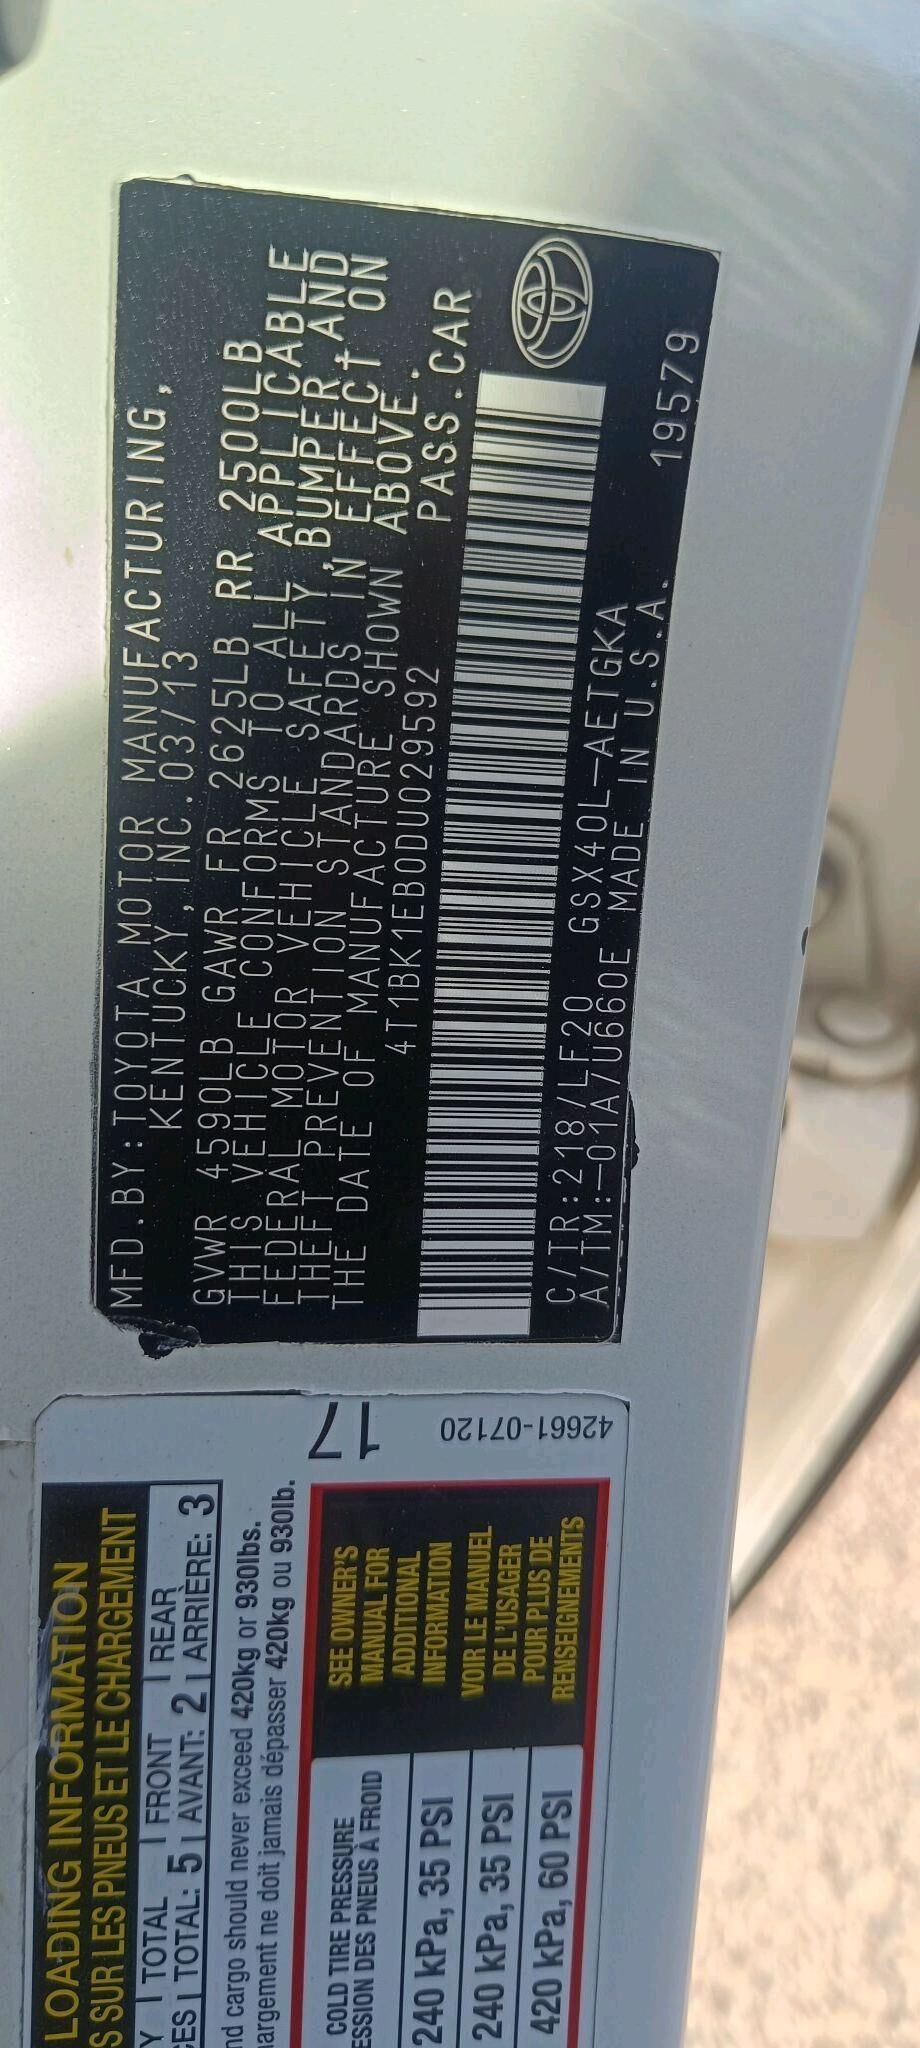 MFD.BY:TOYOTA MOTOR MANUFACTURING,
KENTUCKY,INC.03/13
GVWR 4590LB GAWR FR 2625LB RR 2500LB
THIS VEHICLE CONFORMS TO ALL APPLICABLE
FEDERAL MOTOR VEHICLE SAFETY,BUMPER AND
THEFT PREVENTION STANDARDS IN EFFECT ON
THE DATE OF MANUFACTURE SHOWN ABOVE.
4T1BK1EB0DU029592 PASS.CAR
C/TR:218/LF20 GSX40L-AETGKA
A/TM:-01A/U660E MADE IN U.S.A. 19579
17
42661-07120
LOADING INFORMATION
SUR LES PNEUS ET LE CHARGEMENT
TOTAL FRONT REAR
TOTAL: 5 AVANT: 2 ARRIÈRE: 3
cargo should never exceed 420kg or 930lbs.
ne doit jamais dépasser 420kg ou 930lb.
COLD TIRE PRESSURE
DES PNEUS À FROID
240 kPa, 35 PSI
240 kPa, 35 PSI
420 kPa, 60 PSI
SEE OWNER'S
MANUAL FOR
ADDITIONAL
INFORMATION
VOIR LE MANUEL
DE L'USAGER
POUR PLUS DE
RENSEIGNEMENTS